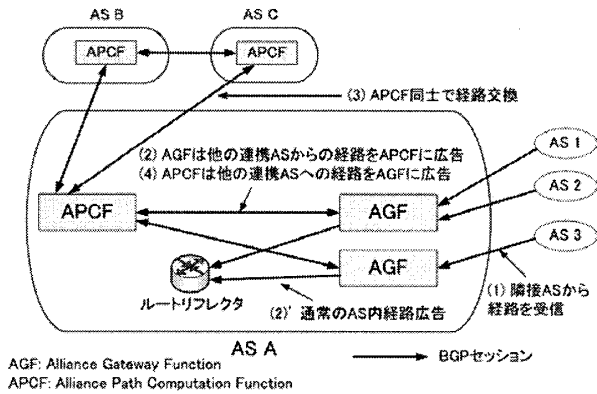 AS B
AS C
APCF
APCF
(3) APCF同士で経路交換
(2) AGFは他の連携ASからの経路をAPCFに広告
(4) APCFは他の連携ASへの経路をAGFに広告
AS 1
AS 2
AS 3
APCF
AGF
AGF
ルートリフレクタ
(2)' 通常のAS内経路広告
(1) 隣接ASから
経路を受信
AS A
BGPセッション
AGF: Alliance Gateway Function
APCF: Alliance Path Computation Function